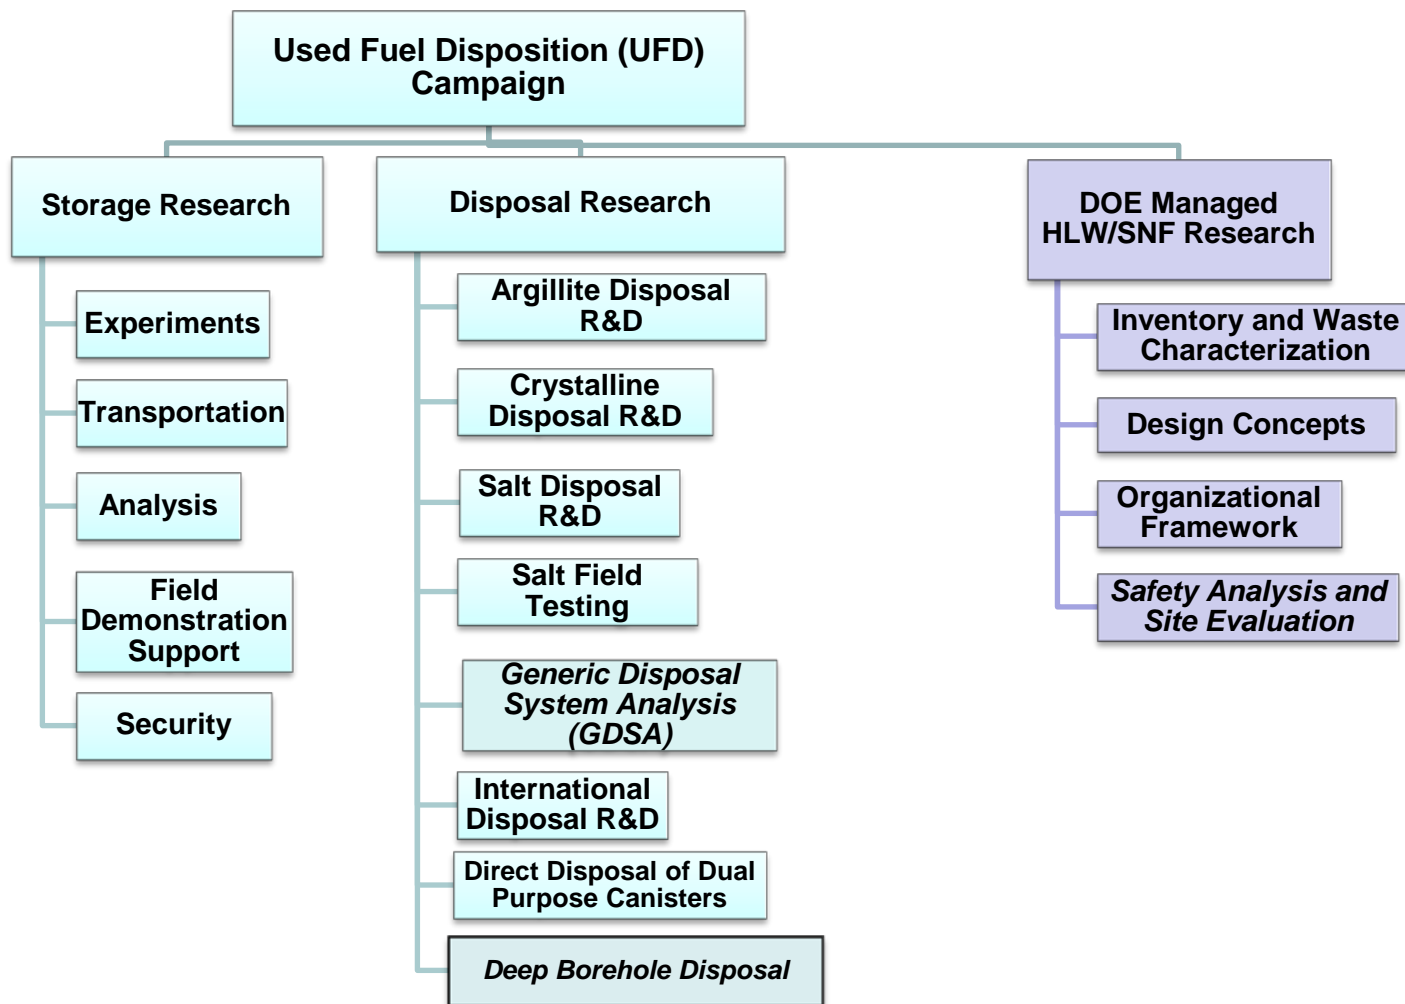 Used Fuel Disposition (UFD)
Campaign
Storage Research
Experiments
Transportation
Analysis
Field
Demonstration
Support
Security
Disposal Research
Argillite Disposal
R&D
Crystalline
Disposal R&D
Salt Disposal
R&D
Salt Field
Testing
Generic Disposal
System Analysis
(GDSA)
International
Disposal R&D
Direct Disposal of Dual
Purpose Canisters
Deep Borehole Disposal
DOE Managed
HLW/SNF Research
Inventory and Waste
Characterization
Design Concepts
Organizational
Framework
Safety Analysis and
Site Evaluation